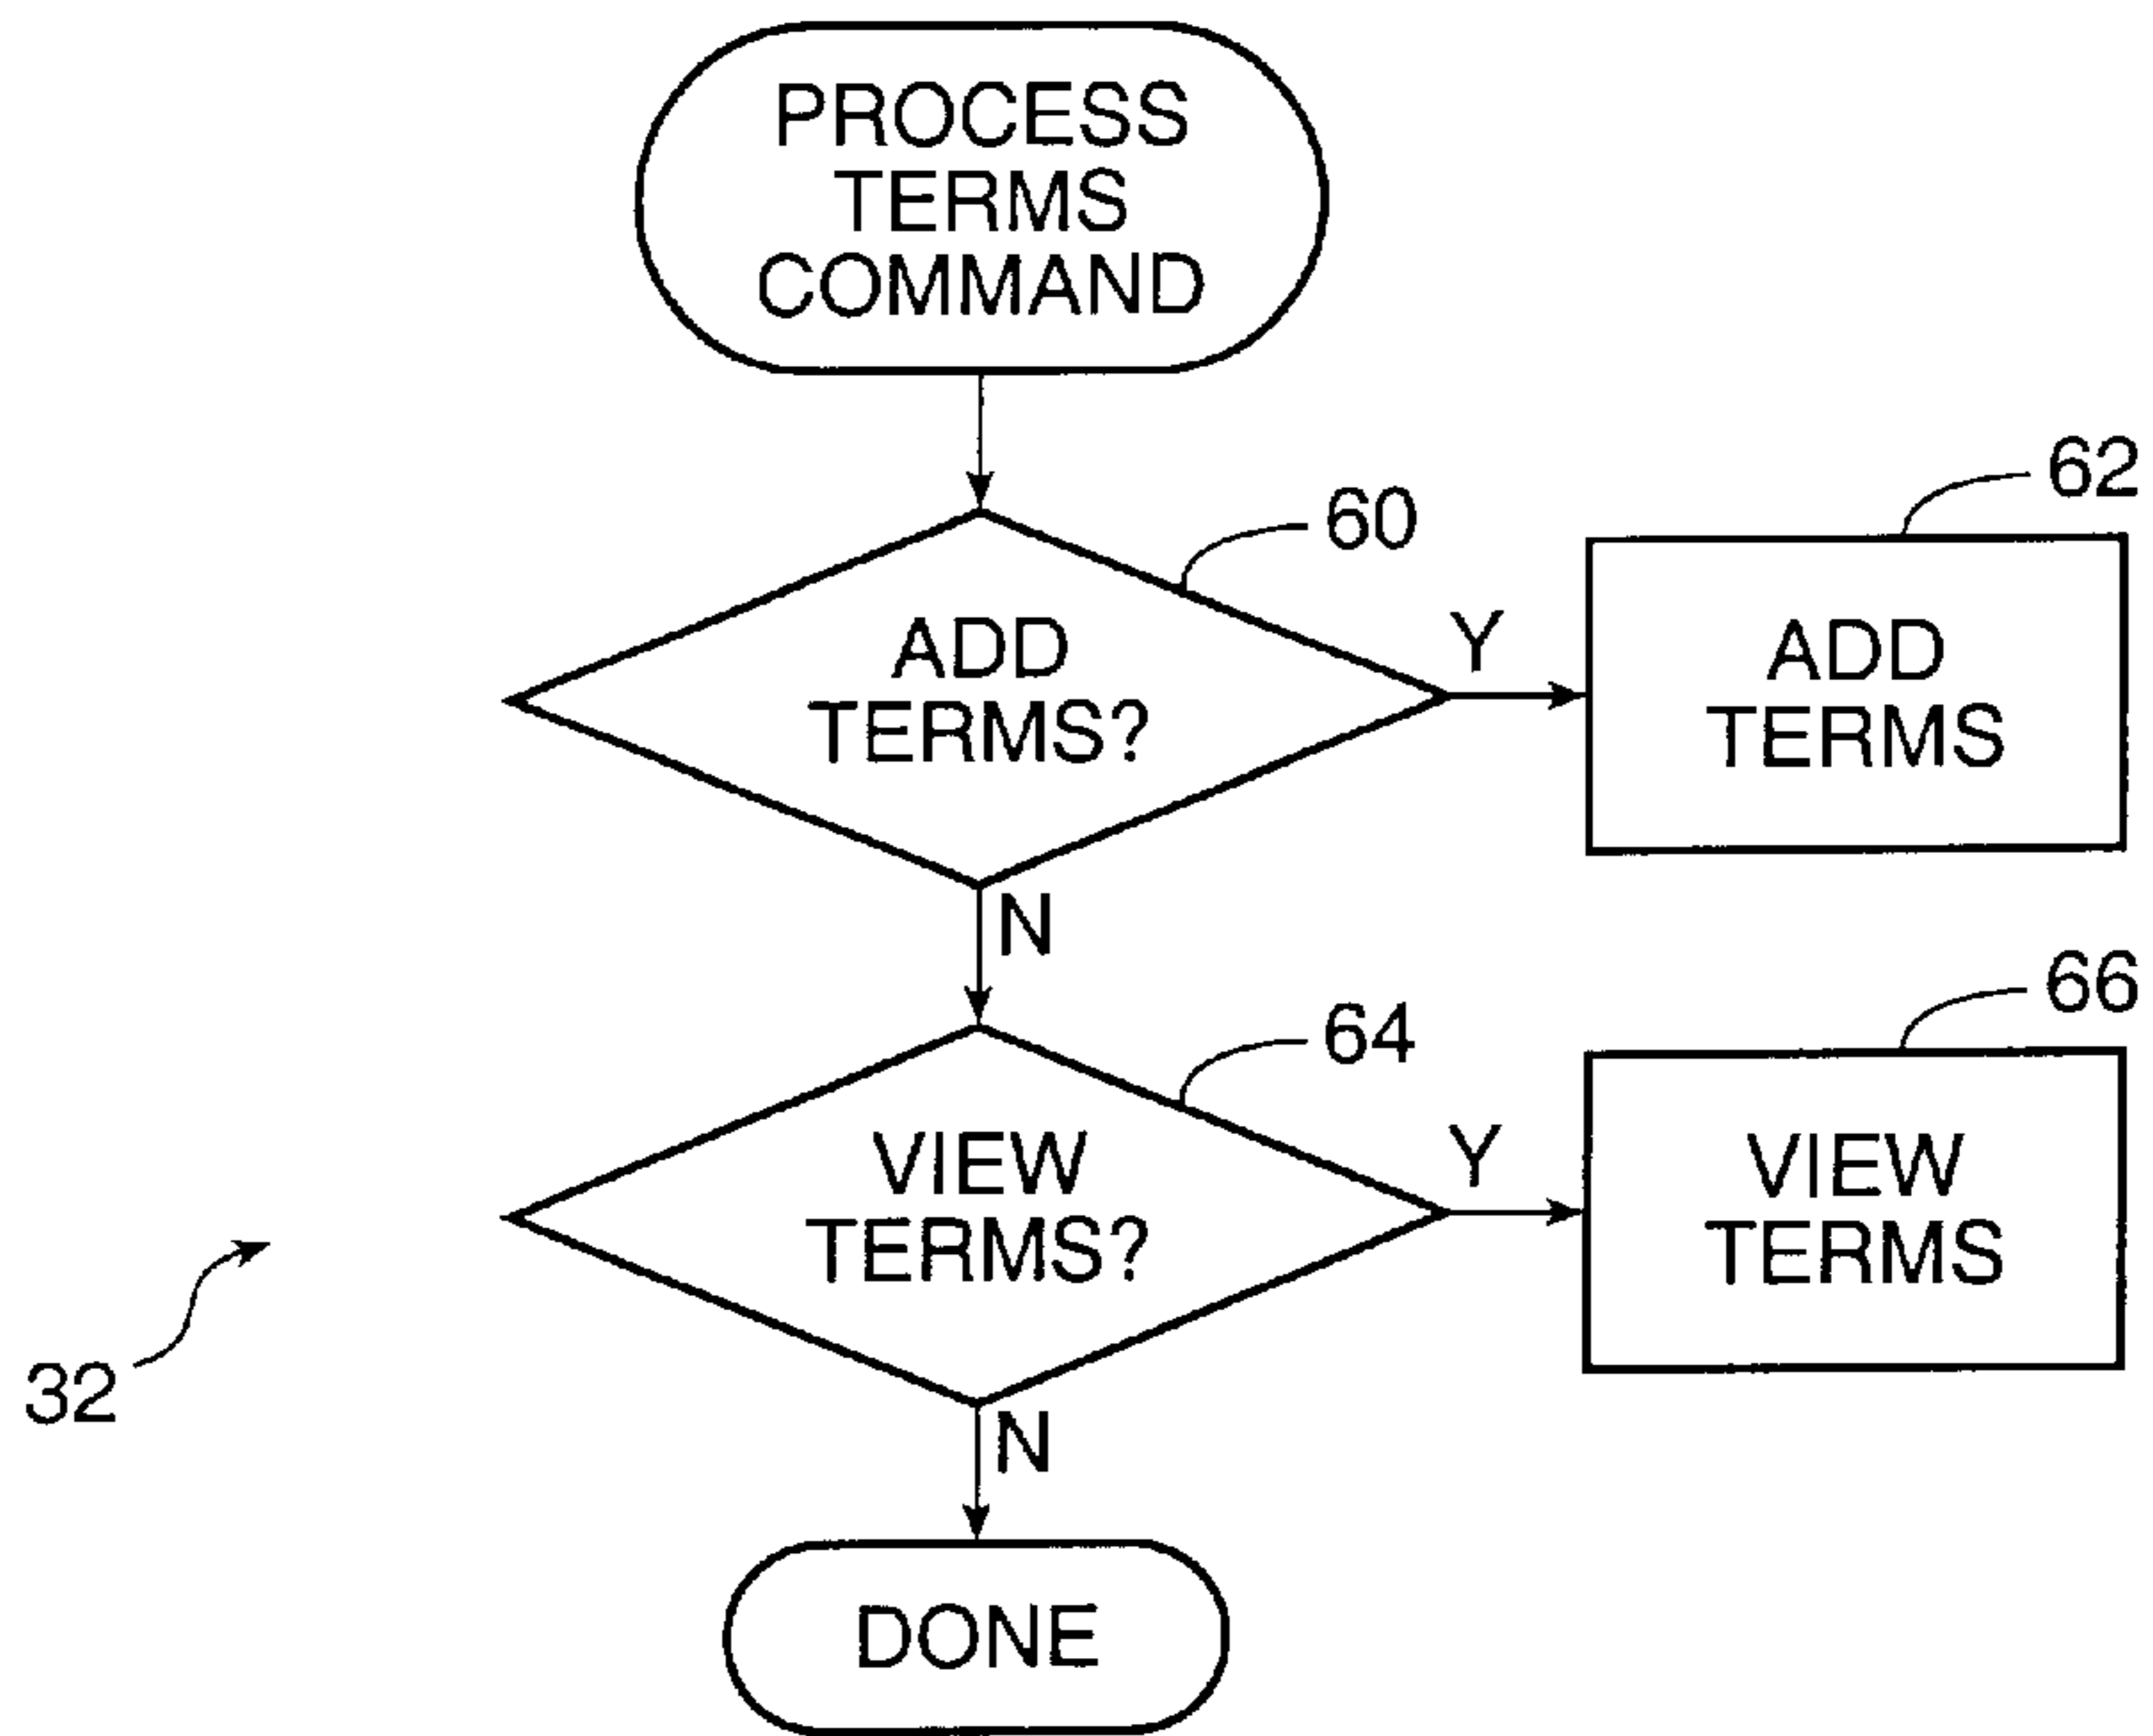 PROCESS
TERMS
COMMAND
62
60
ADD
TERMS?
Y
ADD
TERMS
N
66
64
VIEW
TERMS?
Y
VIEW
TERMS
32
N
DONE